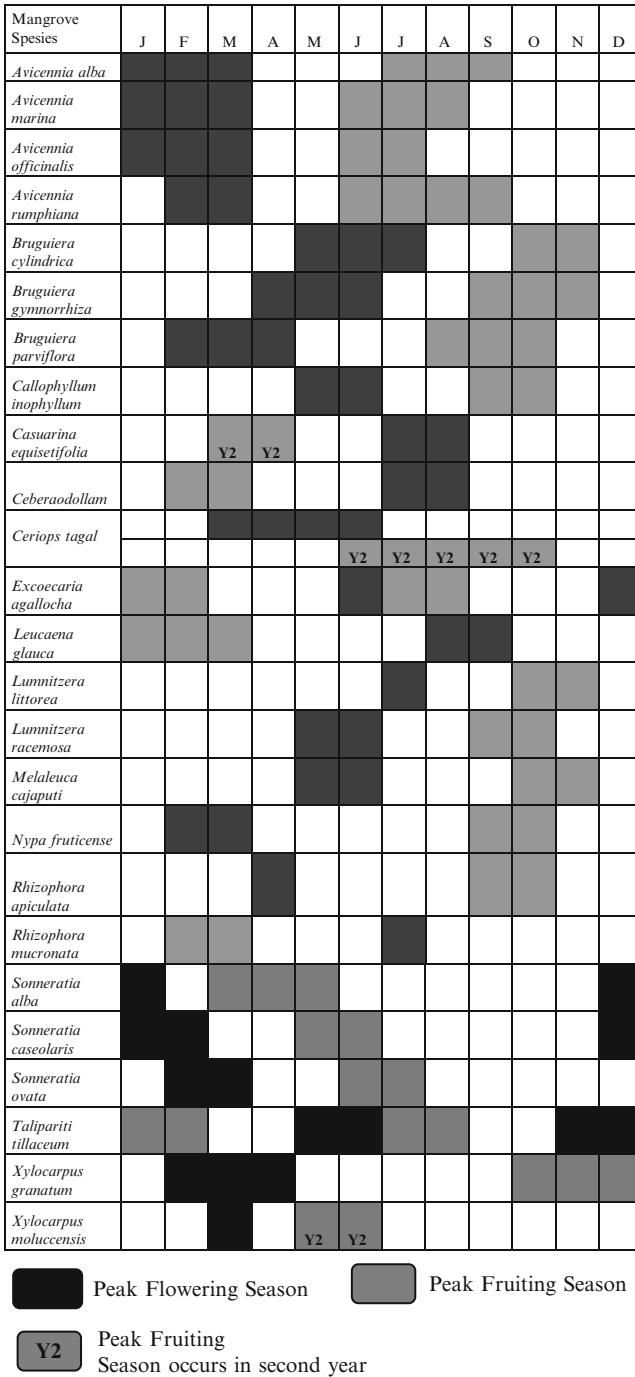 Mangrove
Spesies J F M A M J J A S O N D
Avicennia alba
Avicennia
marina
Avicennia
officinalis
Avicennia
rumphiana
Bruguiera
cylindrica
Bruguiera
gymnorrhiza
Bruguiera
parviflora
Callophyllum
inophyllum
Casuarina
equisetifolia Y2 Y2
Ceberaodollam
Ceriops tagal
Y2 Y2 Y2 Y2 Y2
Excoecaria
agallocha
Leucaena
glauca
Lumnitzera
littorea
Lumnitzera
racemosa
Melaleuca
cajaputi
Nypa fruticense
Rhizophora
apiculata
Rhizophora
mucronata
Sonneratia
alba
Sonneratia
caseolaris
Sonneratia
ovata
Talipariti
tillaceum
Xylocarpus
granatum
Xylocarpus
moluccensis Y2 Y2
Peak Flowering Season Peak Fruiting Season
Y2 Peak Fruiting
Season occurs in second year